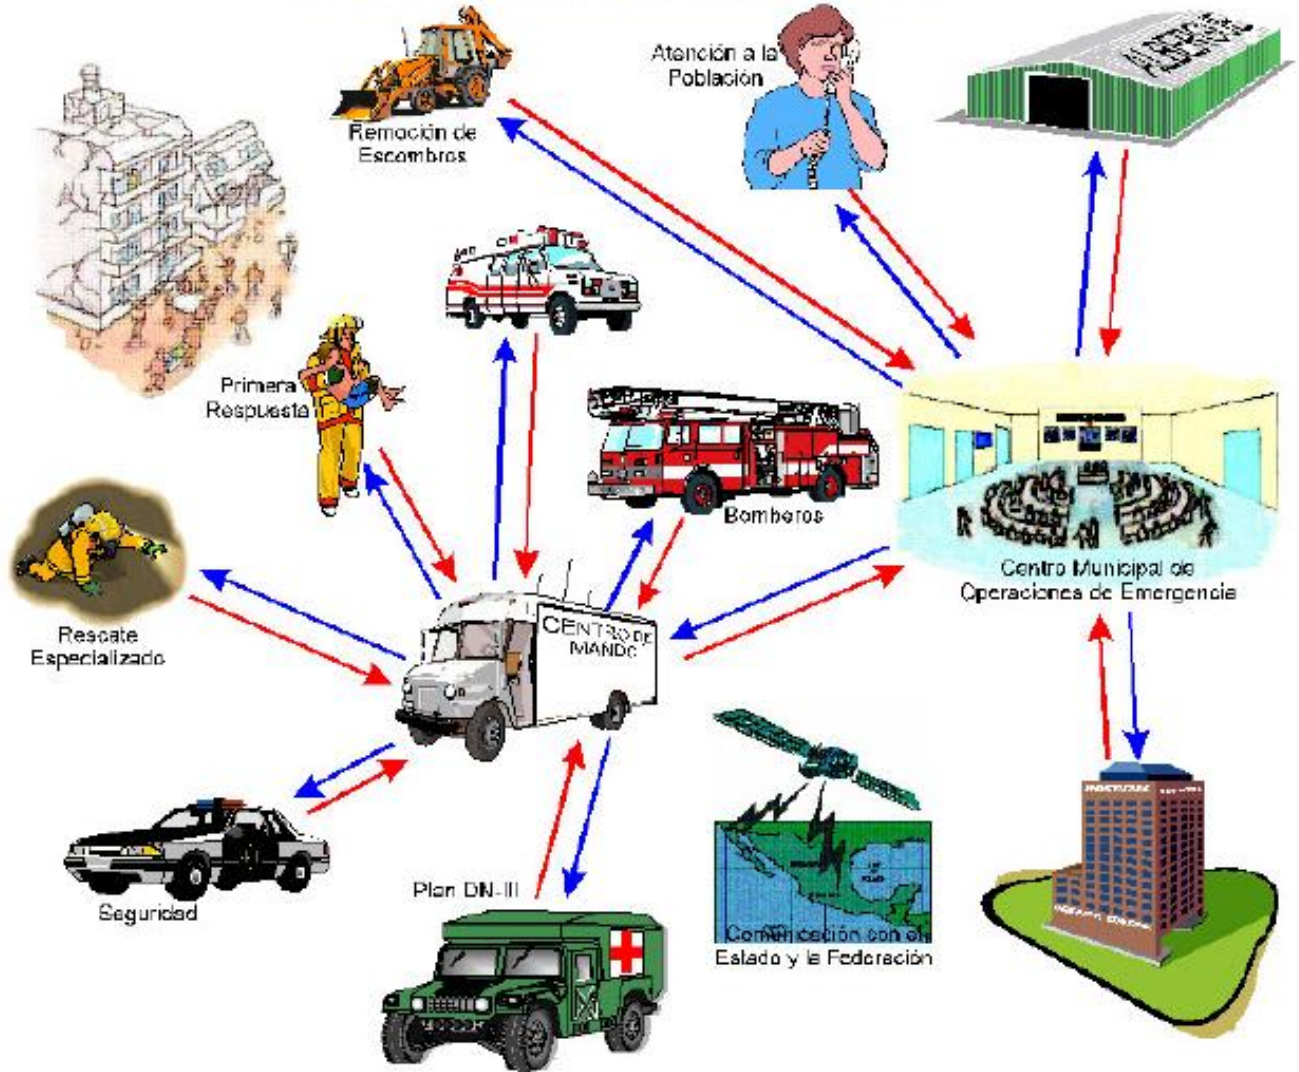 Remoción de
Escombros
Atención a la
Población
ALBERGUE
Primera
Respuesta
Bomberos
Rescate
Especializado
CENTRO DE
MANDO
Centro Municipal de
Operaciones de Emergencia
Seguridad
Plan DN-III
Comunicación con el
Estado y la Federación